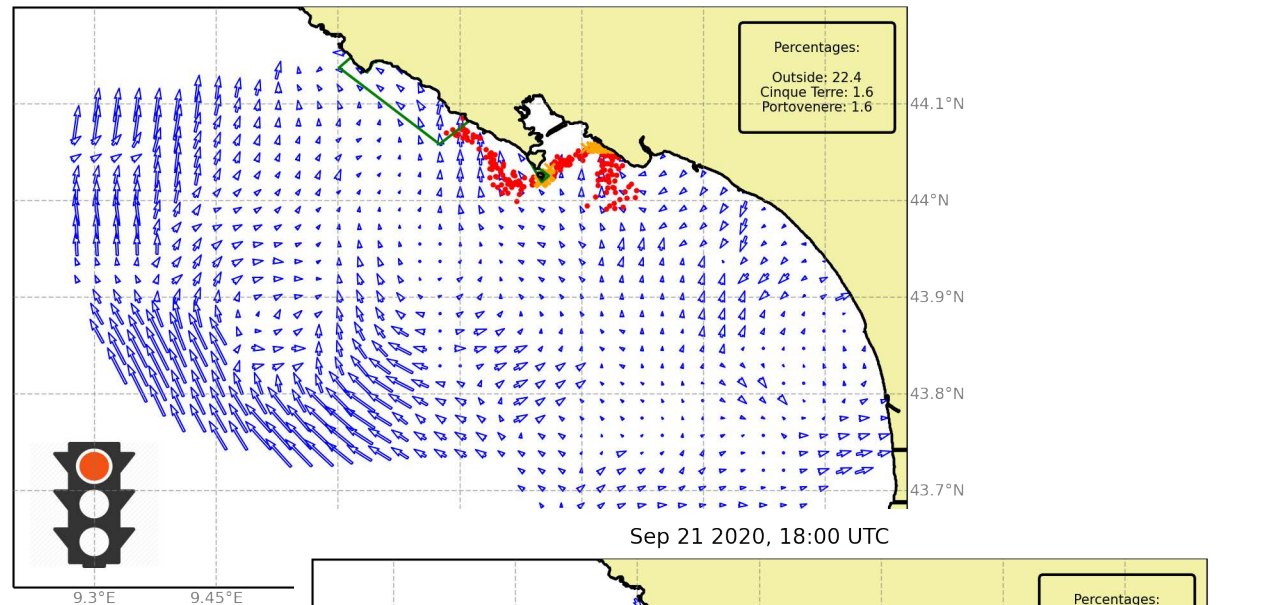 Percentages:
Outside: 22.4
Cinque Terre: 1.6
Portovenere: 1.6
44.1°N
44°N
43.9°N
43.8°N
43.7°N
Sep 21 2020, 18:00 UTC
9.3°E
9.45°E
Percentages: